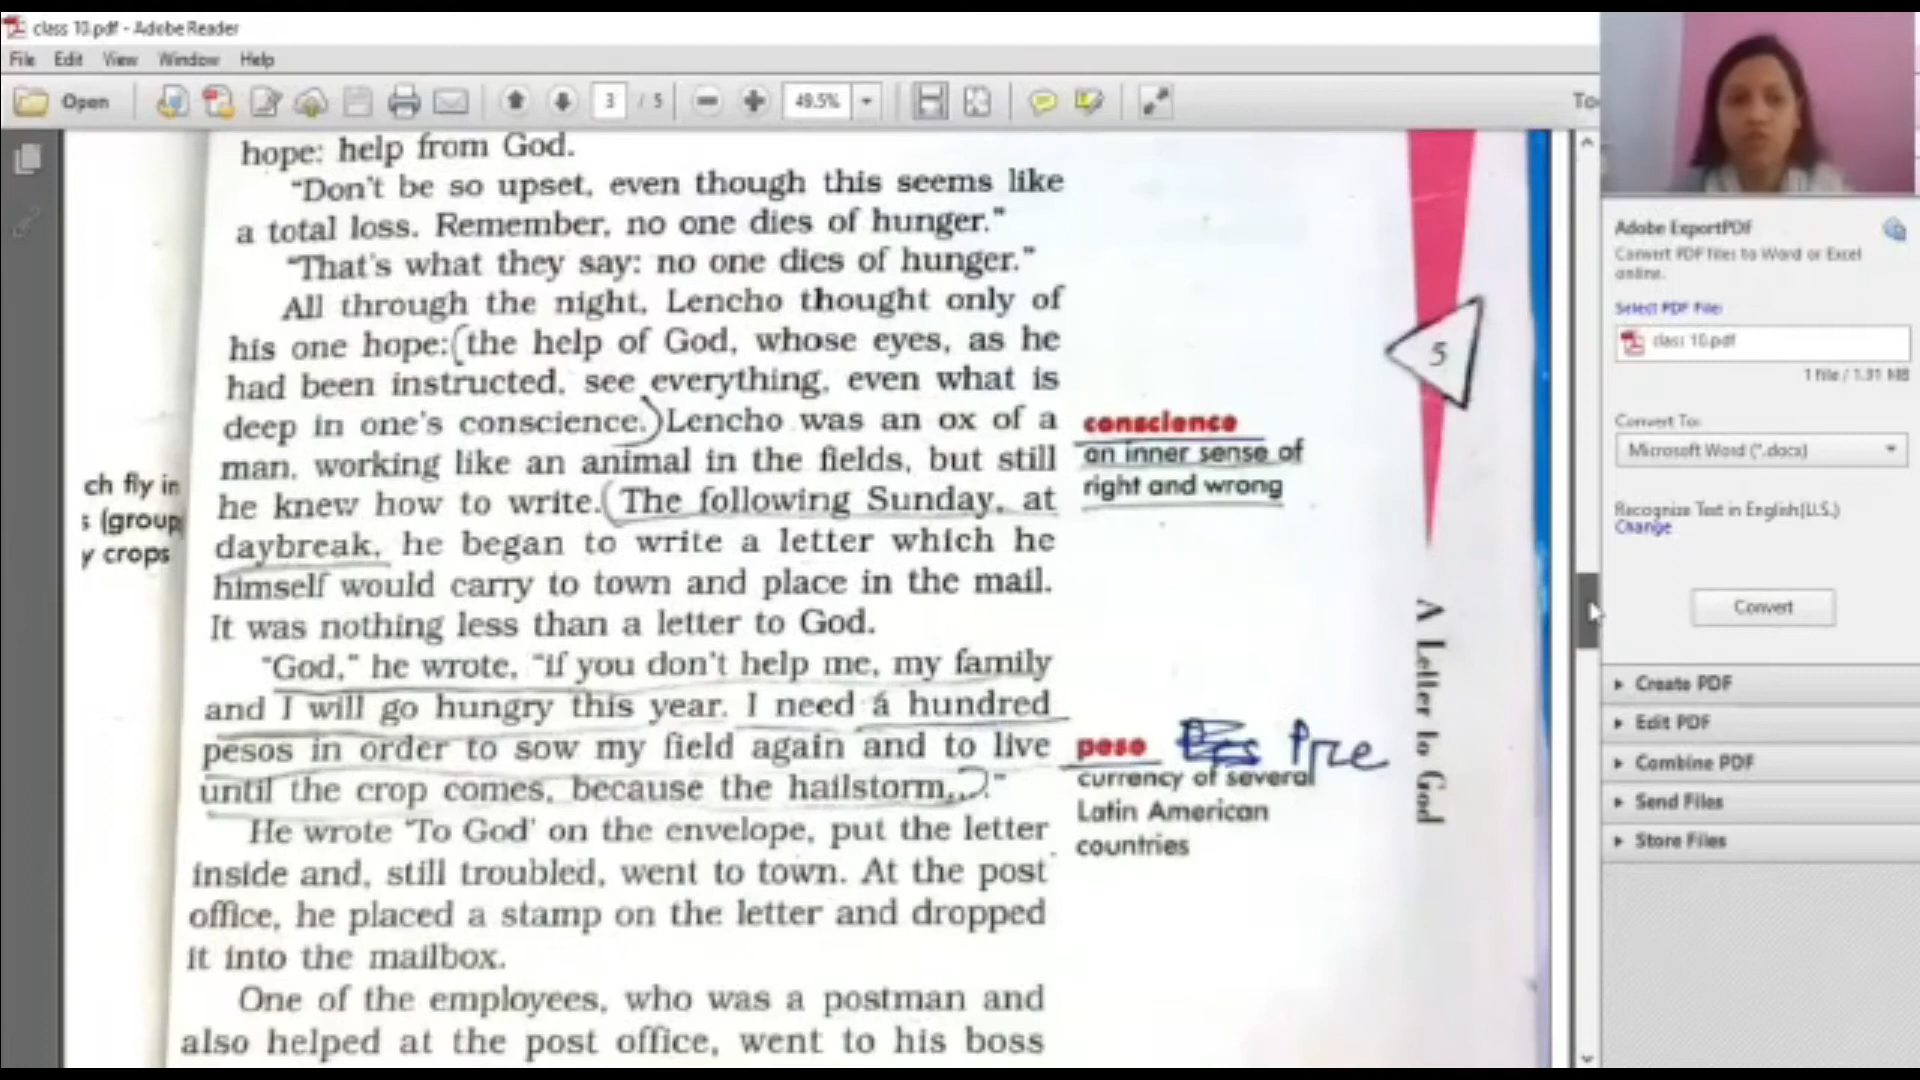 class 10.pdf - Adobe Reader
File Edit View Window Help
Open 3 / 5 49.5%
hope: help from God.
"Don't be so upset, even though this seems like
a total loss. Remember, no one dies of hunger."
"That's what they say: no one dies of hunger."
All through the night, Lencho thought only of
his one hope: (the help of God, whose eyes, as he
had been instructed, see everything, even what is
deep in one's conscience.) Lencho was an ox of a
man, working like an animal in the fields, but still
he knew how to write. (The following Sunday, at
daybreak, he began to write a letter which he
himself would carry to town and place in the mail.
It was nothing less than a letter to God.
"God," he wrote, "if you don't help me, my family
and I will go hungry this year. I need a hundred
pesos in order to sow my field again and to live
until the crop comes, because the hailstorm..."
He wrote 'To God' on the envelope, put the letter
inside and, still troubled, went to town. At the post
office, he placed a stamp on the letter and dropped
it into the mailbox.
One of the employees, who was a postman and
also helped at the post office, went to his boss
ch fly in
s (group
y crops
conscience
an inner sense of
right and wrong
peso
currency of several
Latin American
countries
5
A Letter to God
Adobe ExportPDF
Convert PDF files to Word or Excel
online.
Select PDF File:
class 10.pdf
1 file / 1.91 MB
Convert To:
Microsoft Word (*.docx)
Recognize Text in English(U.S.)
Change
Convert
Create PDF
Edit PDF
Combine PDF
Send Files
Store Files